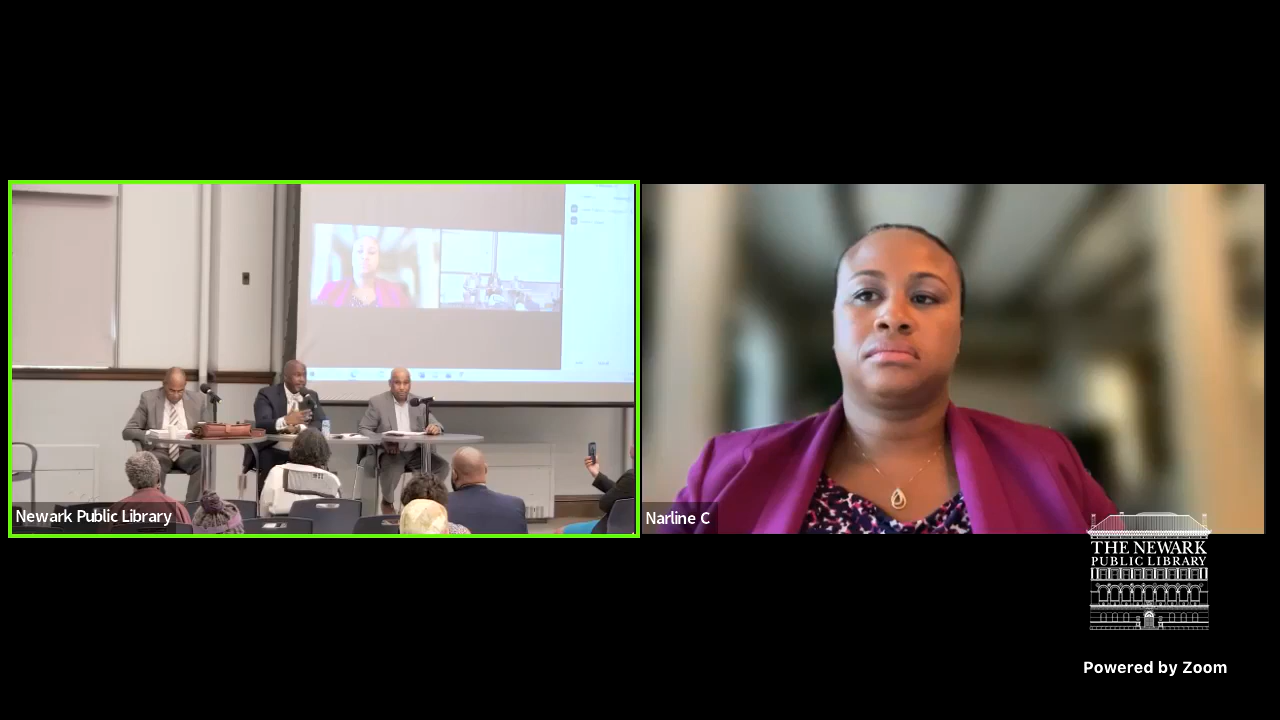 Newark Public Library
Narline C
THE NEWARK
PUBLIC LIBRARY
Powered by Zoom